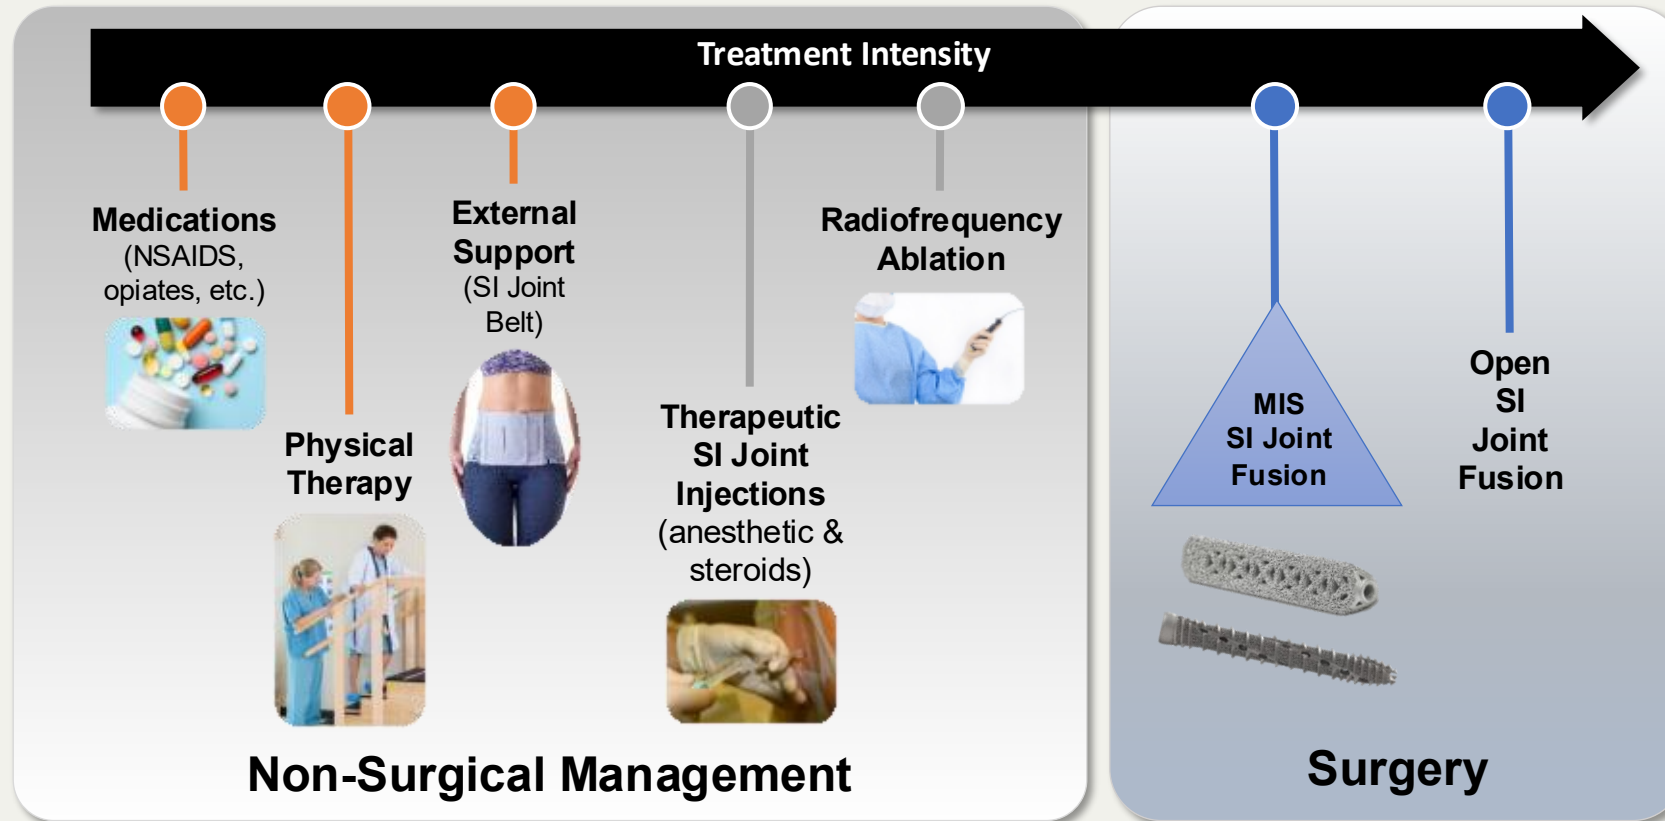 Treatment Intensity
Medications
(NSAIDS,
opiates, etc.)
Physical
Therapy
External
Support
(SI Joint
Belt)
Therapeutic
SI Joint
Injections
(anesthetic &
steroids)
Radiofrequency
Ablation
MIS
SI Joint
Fusion
Open
SI
Joint
Fusion
Non-Surgical Management
Surgery